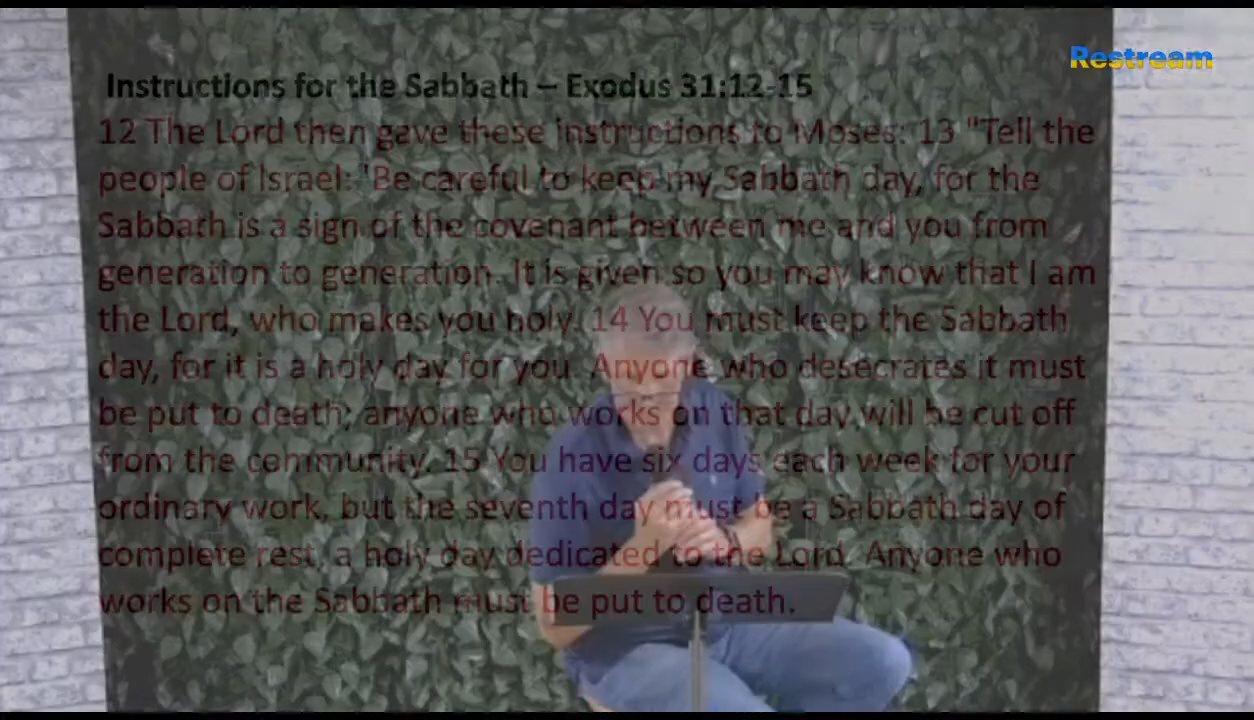 Restream
Instructions for the Sabbath – Exodus 31:12-15
12 The Lord then gave these instructions to Moses: 13 "Tell the
people of Israel: 'Be careful to keep my Sabbath day, for the
Sabbath is a sign of the covenant between me and you from
generation to generation. It is given so you may know that I am
the Lord, who makes you holy. 14 You must keep the Sabbath
day, for it is a holy day for you. Anyone who desecrates it must
be put to death; anyone who works on that day will be cut off
from the community. 15 You have six days each week for your
ordinary work, but the seventh day must be a Sabbath day of
complete rest, a holy day dedicated to the Lord. Anyone who
works on the Sabbath must be put to death.